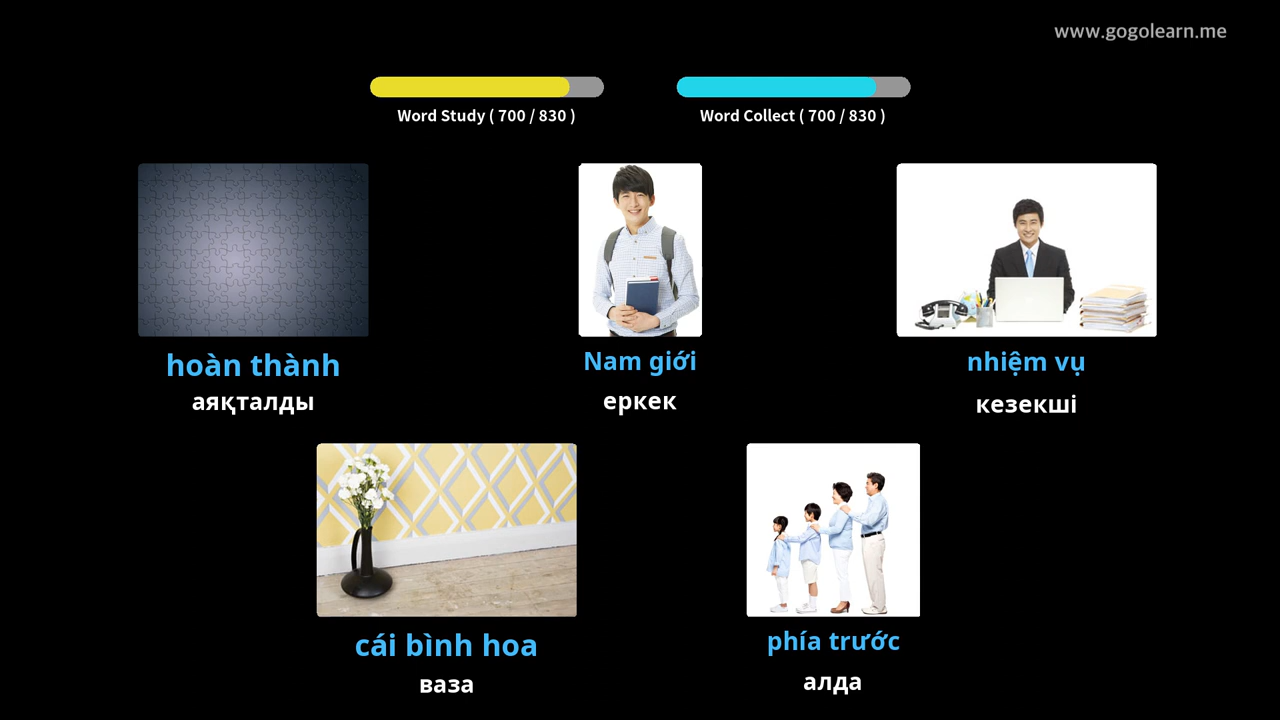 www.gogolearn.me
Word Study ( 700 / 830 )
Word Collect ( 700 / 830 )
hoàn thành
аяқталды
Nam giới
еркек
nhiệm vụ
кезекші
cái bình hoa
ваза
phía trước
алда